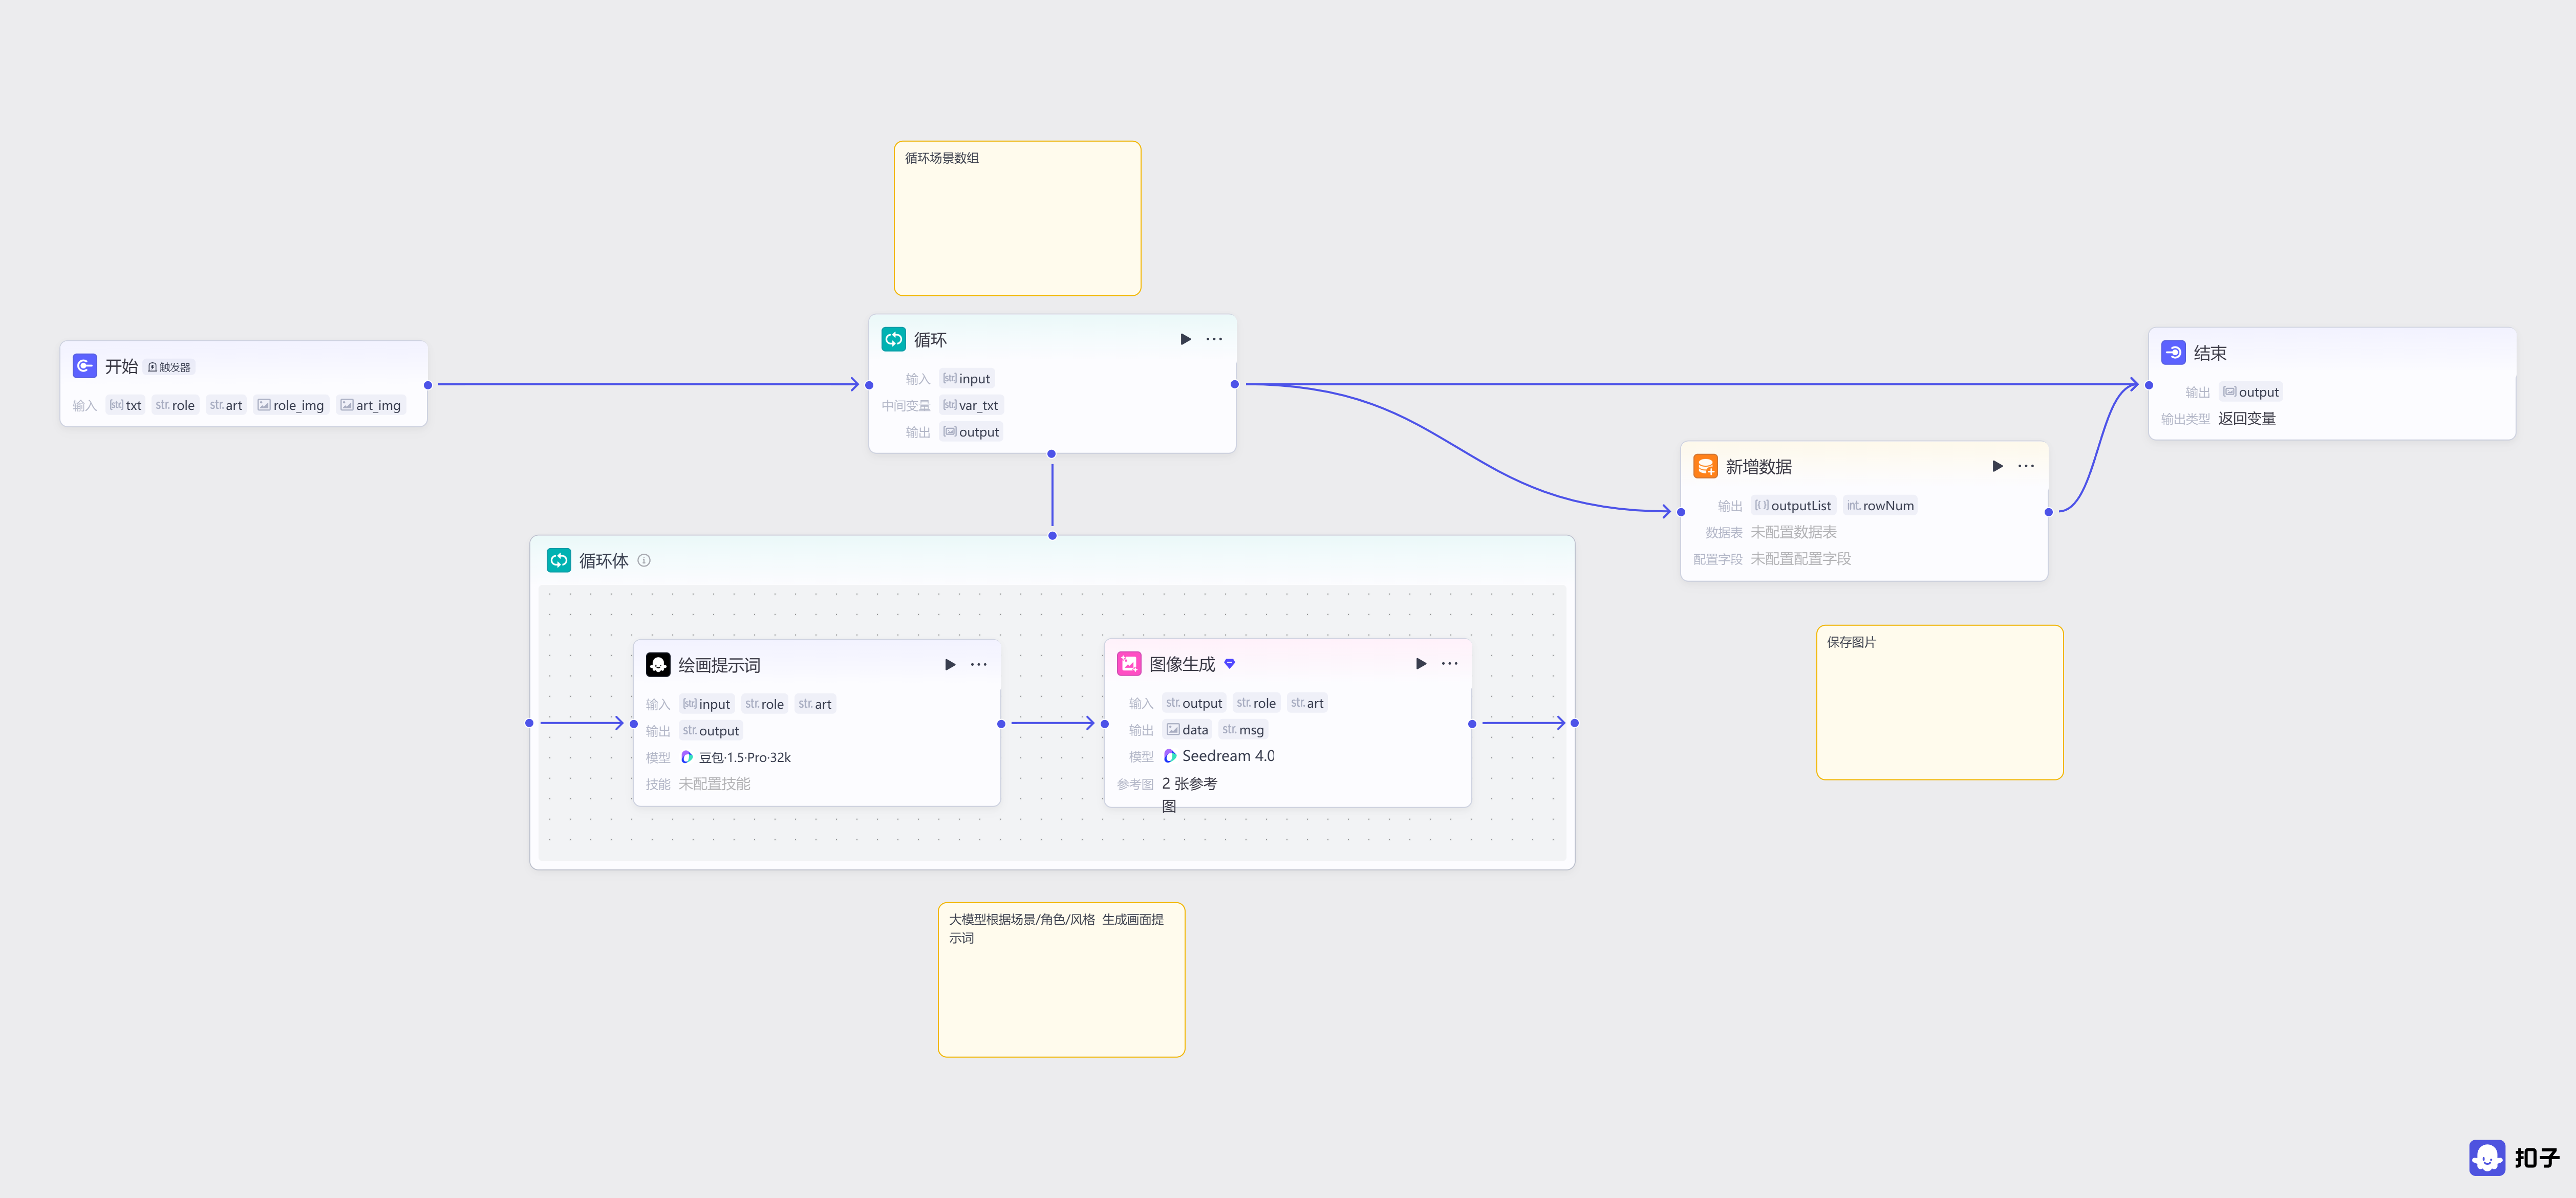 循环场景数组
开始 触发器
输入 [str] txt str. role str. art role_img art_img
循环
输入 [str] input
中间变量 [str] var_txt
输出 output
结束
输出 output
输出类型 返回变量
新增数据
输出 [{}] outputList int. rowNum
数据表 未配置数据表
配置字段 未配置配置字段
循环体
绘画提示词
输入 [str] input str. role str. art
输出 str. output
模型 豆包·1.5·Pro·32k
技能 未配置技能
图像生成
输入 str. output str. role str. art
输出 data str. msg
模型 Seedream 4.0
参考图 2 张参考
图
保存图片
大模型根据场景/角色/风格 生成画面提
示词
扣子